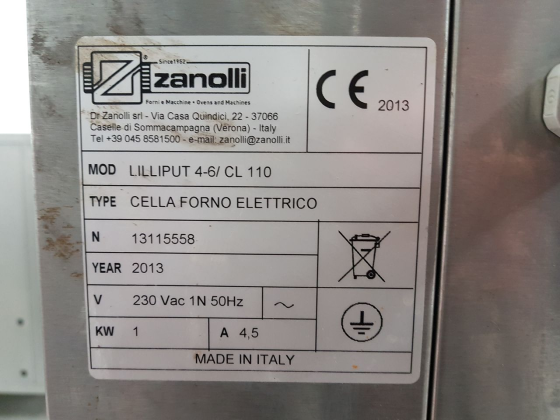 Since 1952
zanolli
Forni e Macchine • Ovens and Machines
Dr Zanolli srl - Via Casa Quindici, 22 - 37066
Caselle di Sommacampagna (Verona) - Italy
Tel +39 045 8581500 - e-mail: zanolli@zanolli.it
CE 2013
MOD LILLIPUT 4-6/ CL 110
TYPE CELLA FORNO ELETTRICO
N 13115558
YEAR 2013
V 230 Vac 1N 50Hz ~
KW 1 A 4,5
MADE IN ITALY